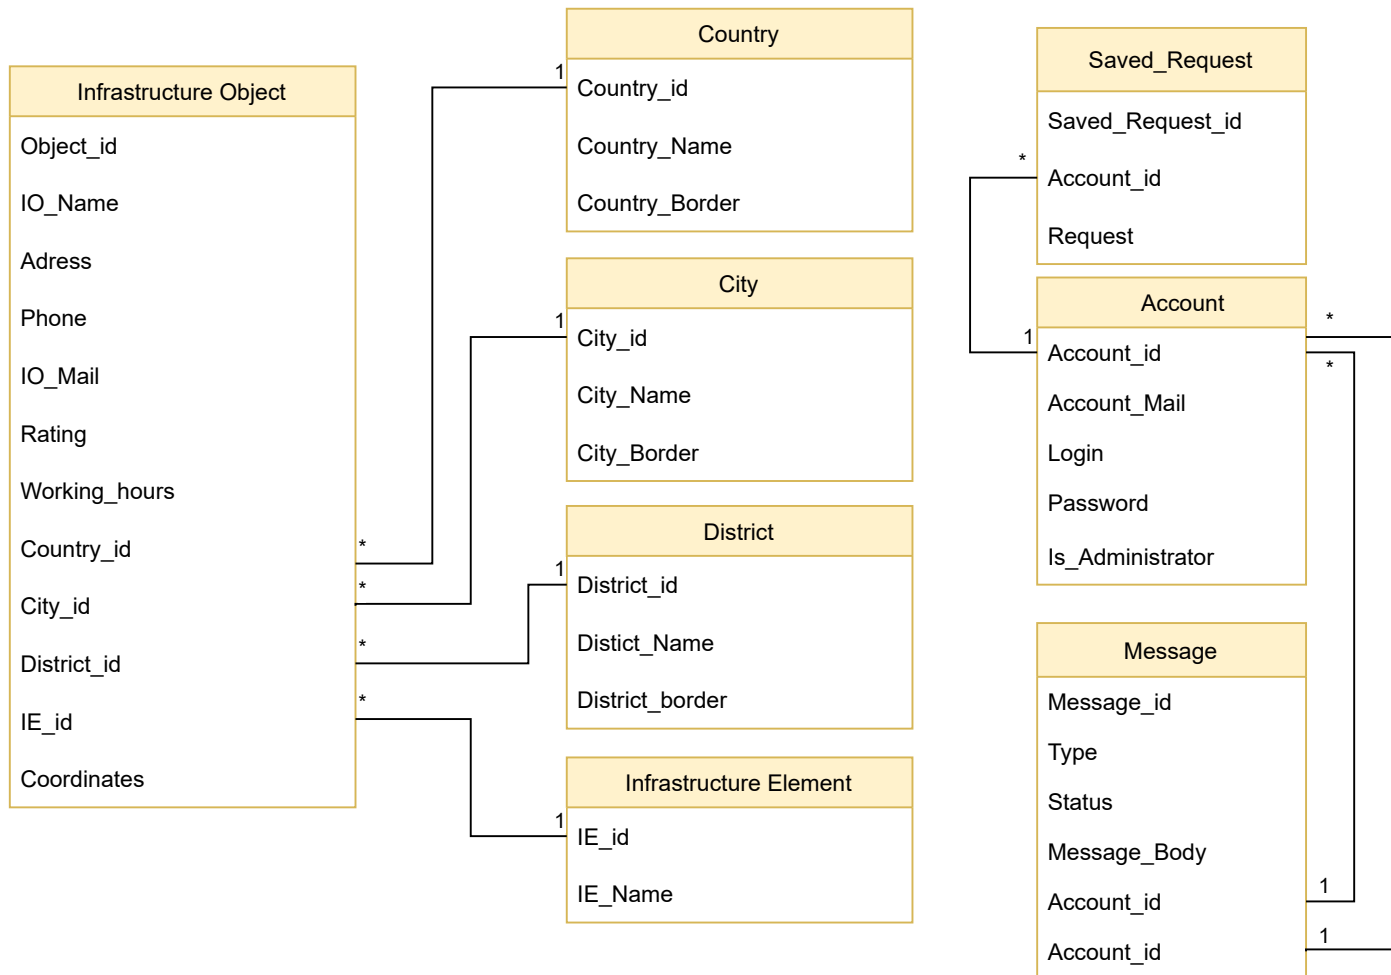 Infrastructure Object
Object_id
IO_Name
Adress
Phone
IO_Mail
Rating
Working_hours
Country_id
City_id
District_id
IE_id
Coordinates
*
*
*
*
Country
1
Country_id
Country_Name
Country_Border
City
1
City_id
City_Name
City_Border
District
1
District_id
Distict_Name
District_border
Infrastructure Element
1
IE_id
IE_Name
Saved_Request
Saved_Request_id
*
Account_id
Request
Account
*
1
Account_id
*
Account_Mail
Login
Password
Is_Administrator
Message
Message_id
Type
Status
Message_Body
Account_id
1
Account_id
1